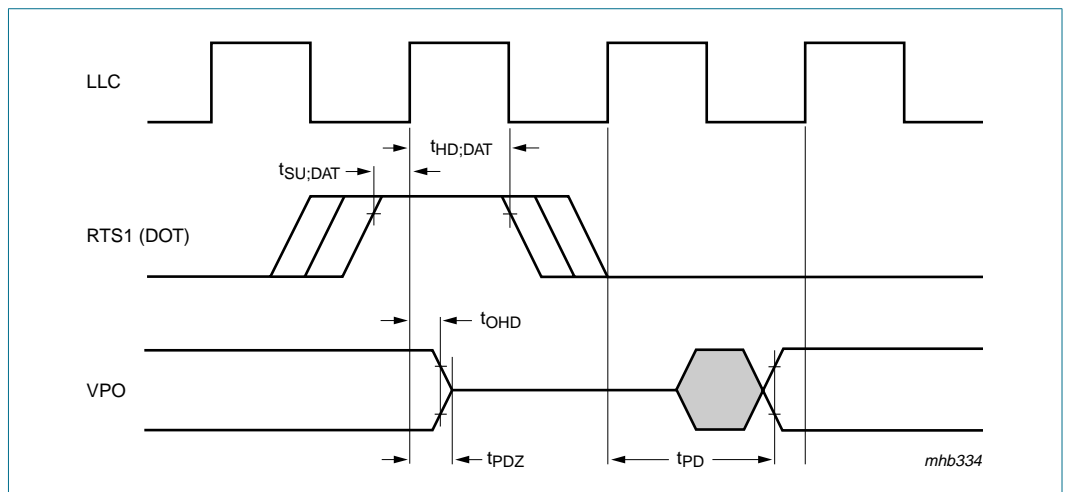 LLC
tHD;DAT
tSU;DAT
RTS1 (DOT)
tOHD
VPO
tPDZ
tPD
mhb334